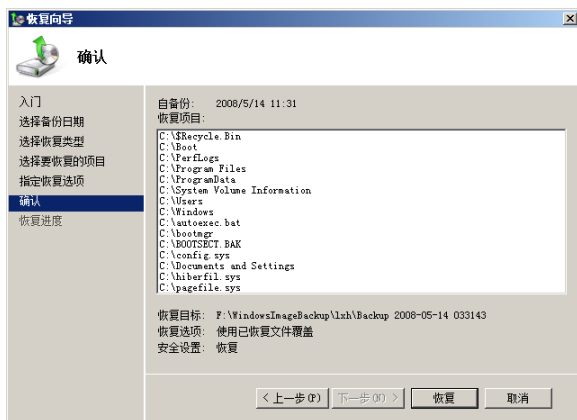 恢复向导
确认
入门
选择备份日期
选择恢复类型
选择要恢复的项目
指定恢复选项
确认
恢复进度
自备份: 2008/5/14 11:31
恢复项目:
C:\$Recycle.Bin
C:\Boot
C:\PerfLogs
C:\Program Files
C:\ProgramData
C:\System Volume Information
C:\Users
C:\Windows
C:\autoexec.bat
C:\bootmgr
C:\BOOTSECT.BAK
C:\config.sys
C:\Documents and Settings
C:\hiberfil.sys
C:\pagefile.sys
恢复目标: F:\WindowsImageBackup\lxh\Backup 2008-05-14 033143
恢复选项: 使用已恢复文件覆盖
安全设置: 恢复
< 上一步(P) 下一步(N) > 恢复 取消